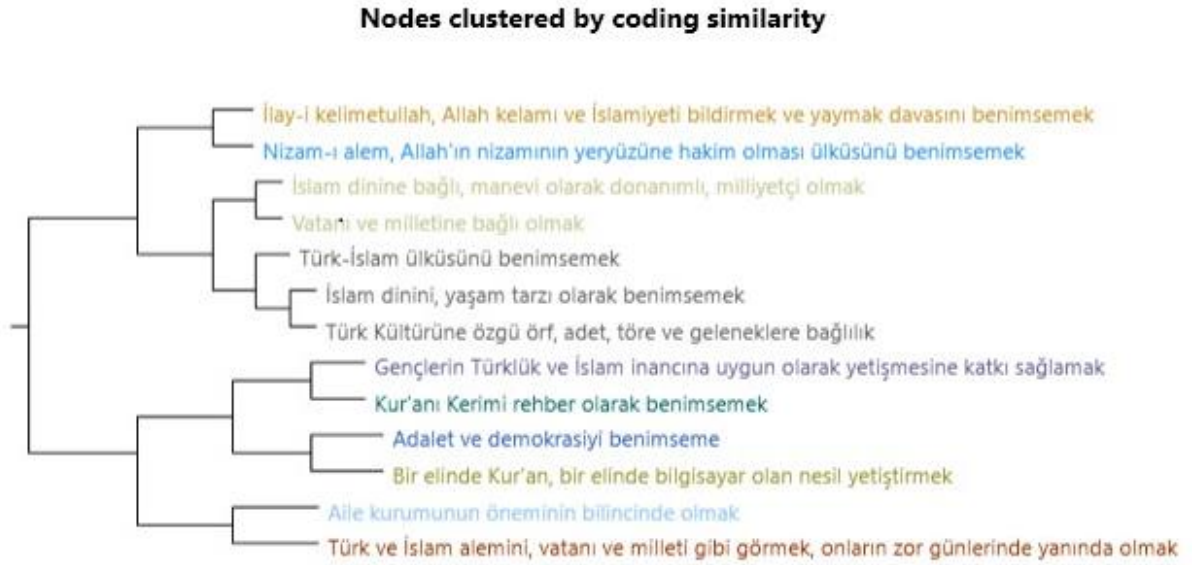 Nodes clustered by coding similarity
İlay-i kelimetullah, Allah kelamı ve İslamiyeti bildirmek ve yaymak davasını benimsemek
Nizam-ı alem, Allah'ın nizamının yeryüzüne hakim olması ülküsünü benimsemek
İslam dinine bağlı, manevi olarak donanımlı, milliyetçi olmak
Vatanı ve milletine bağlı olmak
Türk-İslam ülküsünü benimsemek
İslam dinini, yaşam tarzı olarak benimsemek
Türk Kültürüne özgü örf, adet, töre ve geleneklere bağlılık
Gençlerin Türklük ve İslam inancına uygun olarak yetişmesine katkı sağlamak
Kur'anı Kerimi rehber olarak benimsemek
Adalet ve demokrasiyi benimseme
Bir elinde Kur'an, bir elinde bilgisayar olan nesil yetiştirmek
Aile kurumunun öneminin bilincinde olmak
Türk ve İslam alemini, vatanı ve milleti gibi görmek, onların zor günlerinde yanında olmak